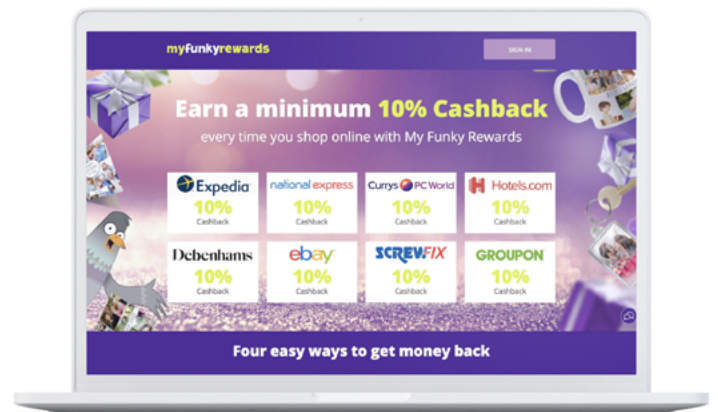 myfunkyrewards
SIGN IN
Earn a minimum 10% Cashback
every time you shop online with My Funky Rewards
Expedia
national express
Currys PC World
Hotels.com
10%
10%
10%
10%
Cashback
Cashback
Cashback
Cashback
Debenhams
ebay
SCREWFIX
GROUPON
10%
10%
10%
10%
Cashback
Cashback
Cashback
Cashback
Four easy ways to get money back